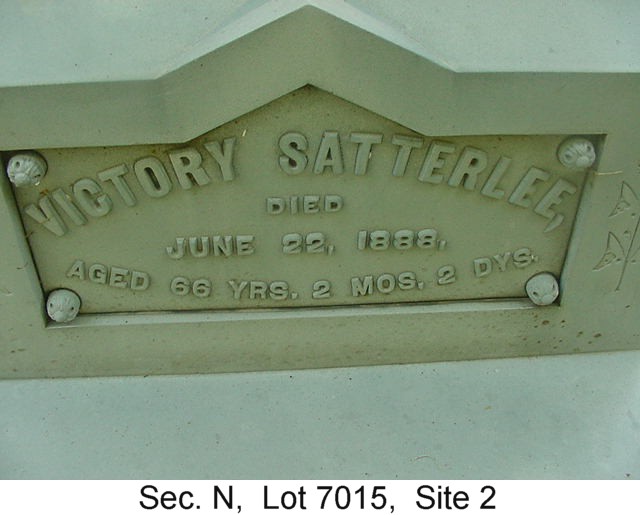 VICTORY SATTERLEE,
DIED
JUNE 22, 1888,
AGED 66 YRS. 2 MOS. 2 DYS.
Sec. N, Lot 7015, Site 2